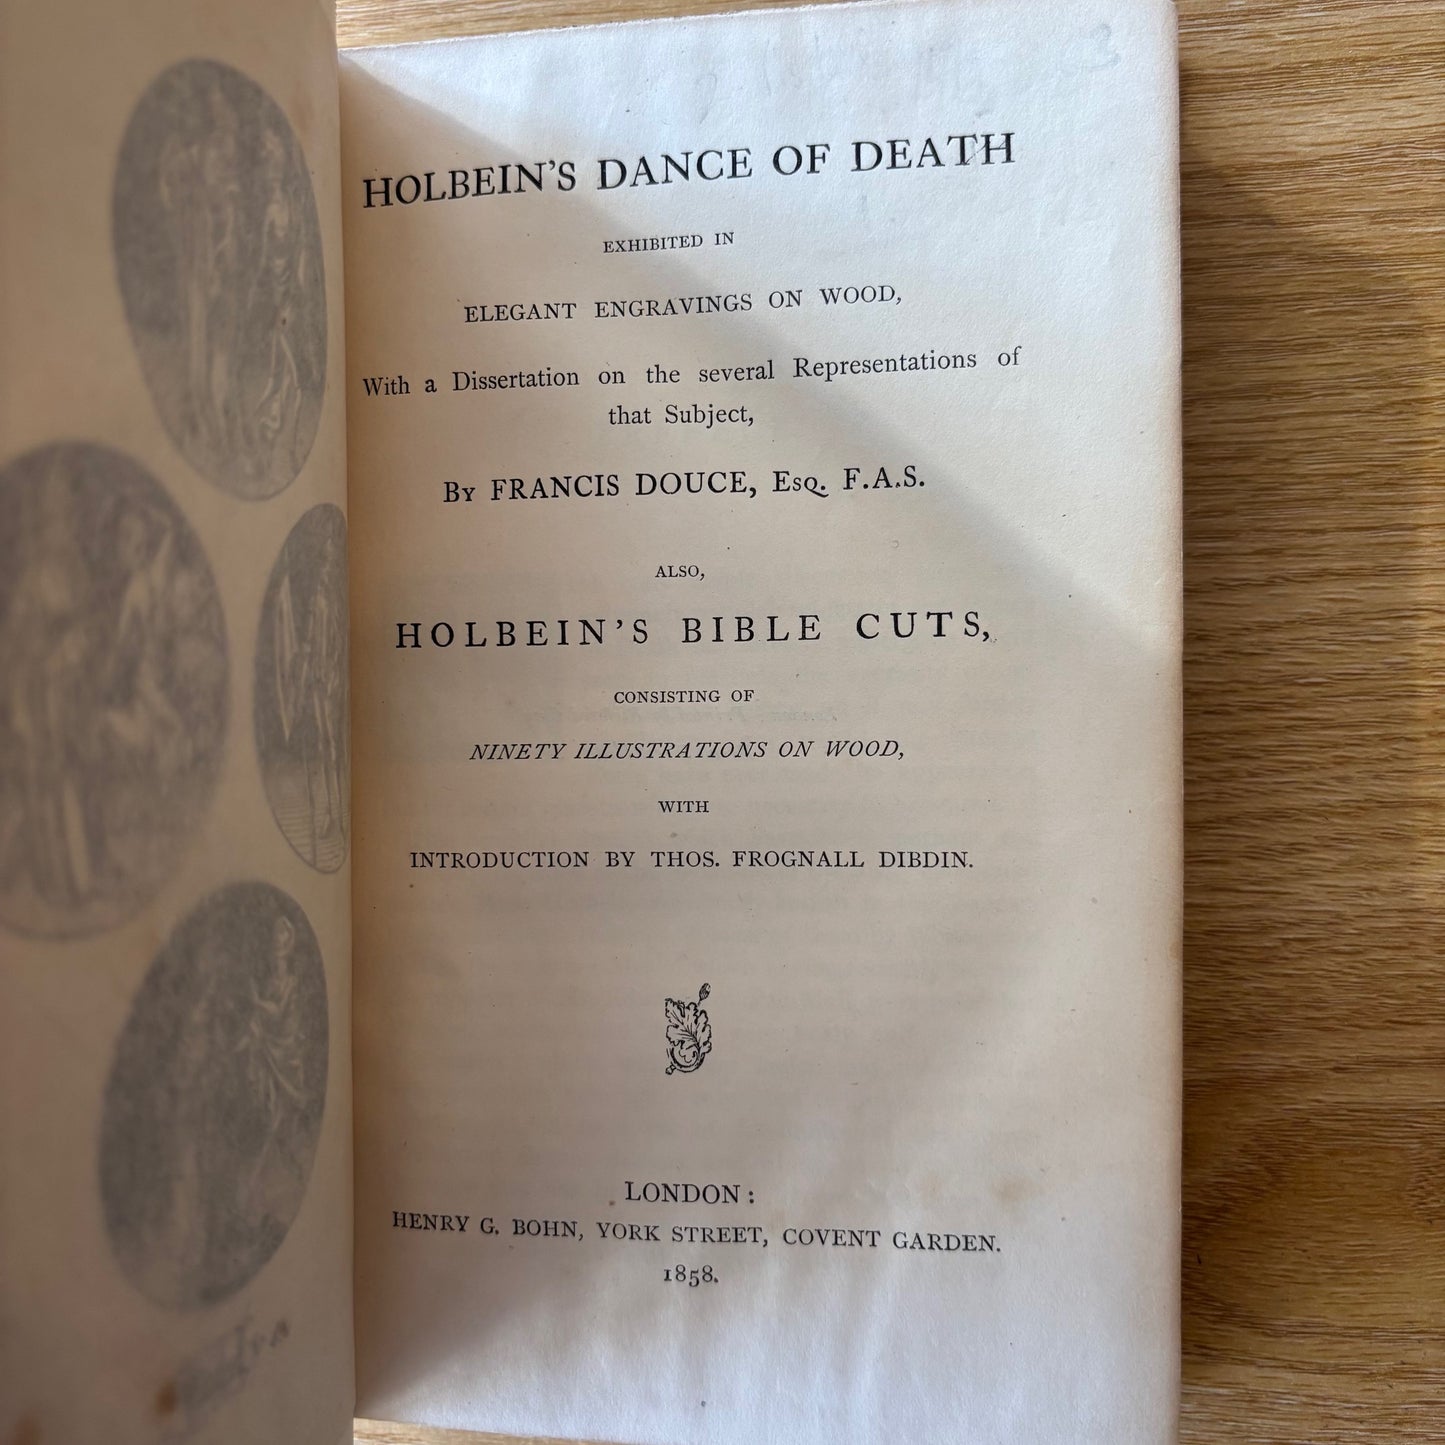 HOLBEIN'S DANCE OF DEATH
EXHIBITED IN
ELEGANT ENGRAVINGS ON WOOD,
With a Dissertation on the several Representations of
that Subject,
By FRANCIS DOUCE, Esq. F.A.S.
ALSO,
HOLBEIN'S BIBLE CUTS,
CONSISTING OF
NINETY ILLUSTRATIONS ON WOOD,
WITH
INTRODUCTION BY THOS. FROGNALL DIBDIN.
LONDON:
HENRY G. BOHN, YORK STREET, COVENT GARDEN.
1858.